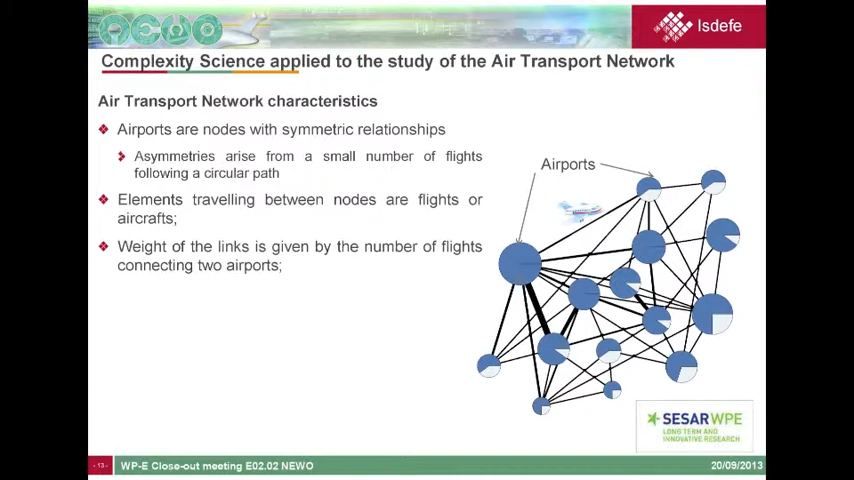 NEWO
Isdefe
Complexity Science applied to the study of the Air Transport Network
Air Transport Network characteristics
Airports are nodes with symmetric relationships
Asymmetries arise from a small number of flights
following a circular path
Elements travelling between nodes are flights or
aircrafts;
Weight of the links is given by the number of flights
connecting two airports;
Airports
SESAR WPE
LONG TERM AND
INNOVATIVE RESEARCH
- 13 -
WP-E Close-out meeting E02.02 NEWO
20/09/2013